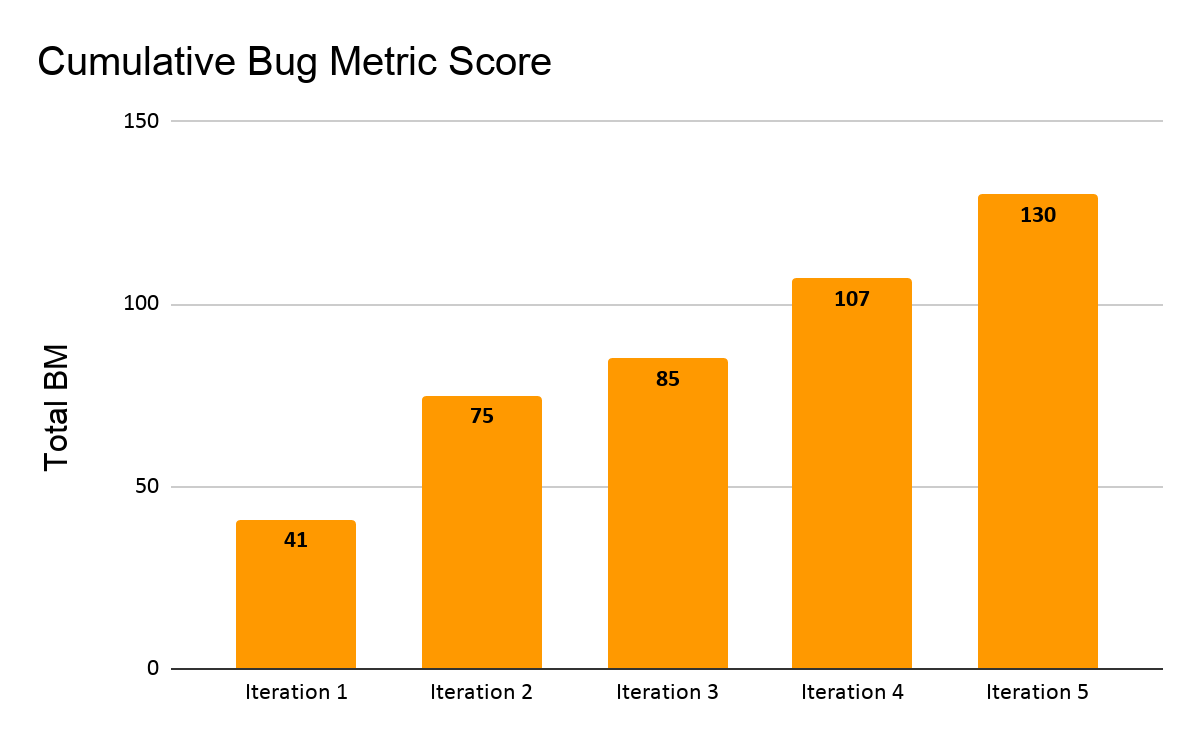 Cumulative Bug Metric Score
150
100
50
0
Total BM
41
75
85
107
130
Iteration 1
Iteration 2
Iteration 3
Iteration 4
Iteration 5